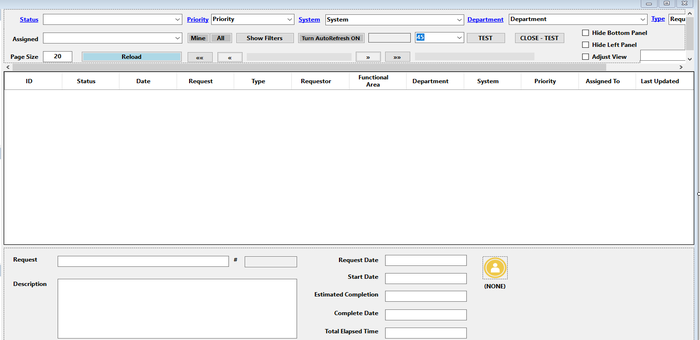 Status Priority Priority System System Department Department Type Requ
Assigned Mine All Show Filters Turn AutoRefresh ON 45 TEST CLOSE - TEST Hide Bottom Panel
Hide Left Panel
Page Size 20 Reload «« « » »» Adjust View
ID Status Date Request Type Requestor Functional Area Department System Priority Assigned To Last Updated
Request # Request Date
Start Date
Description (NONE)
Estimated Completion
Complete Date
Total Elapsed Time